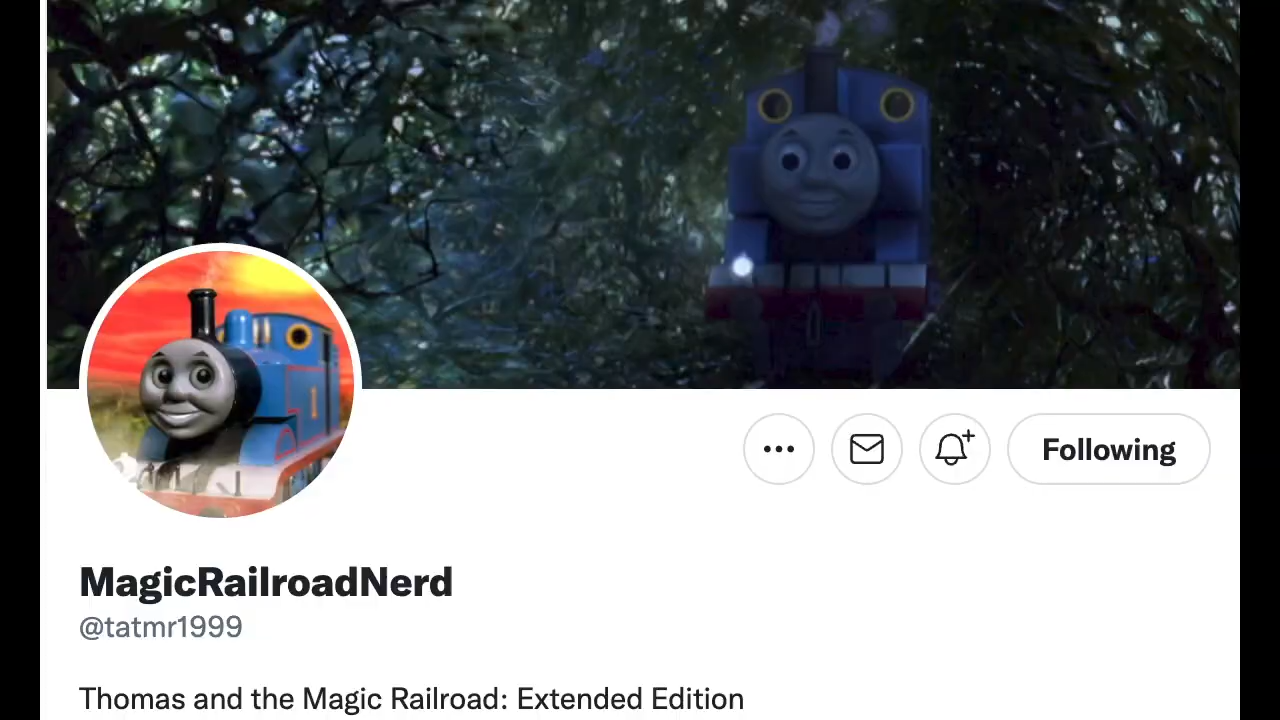 Following
MagicRailroadNerd
@tatmr1999
Thomas and the Magic Railroad: Extended Edition